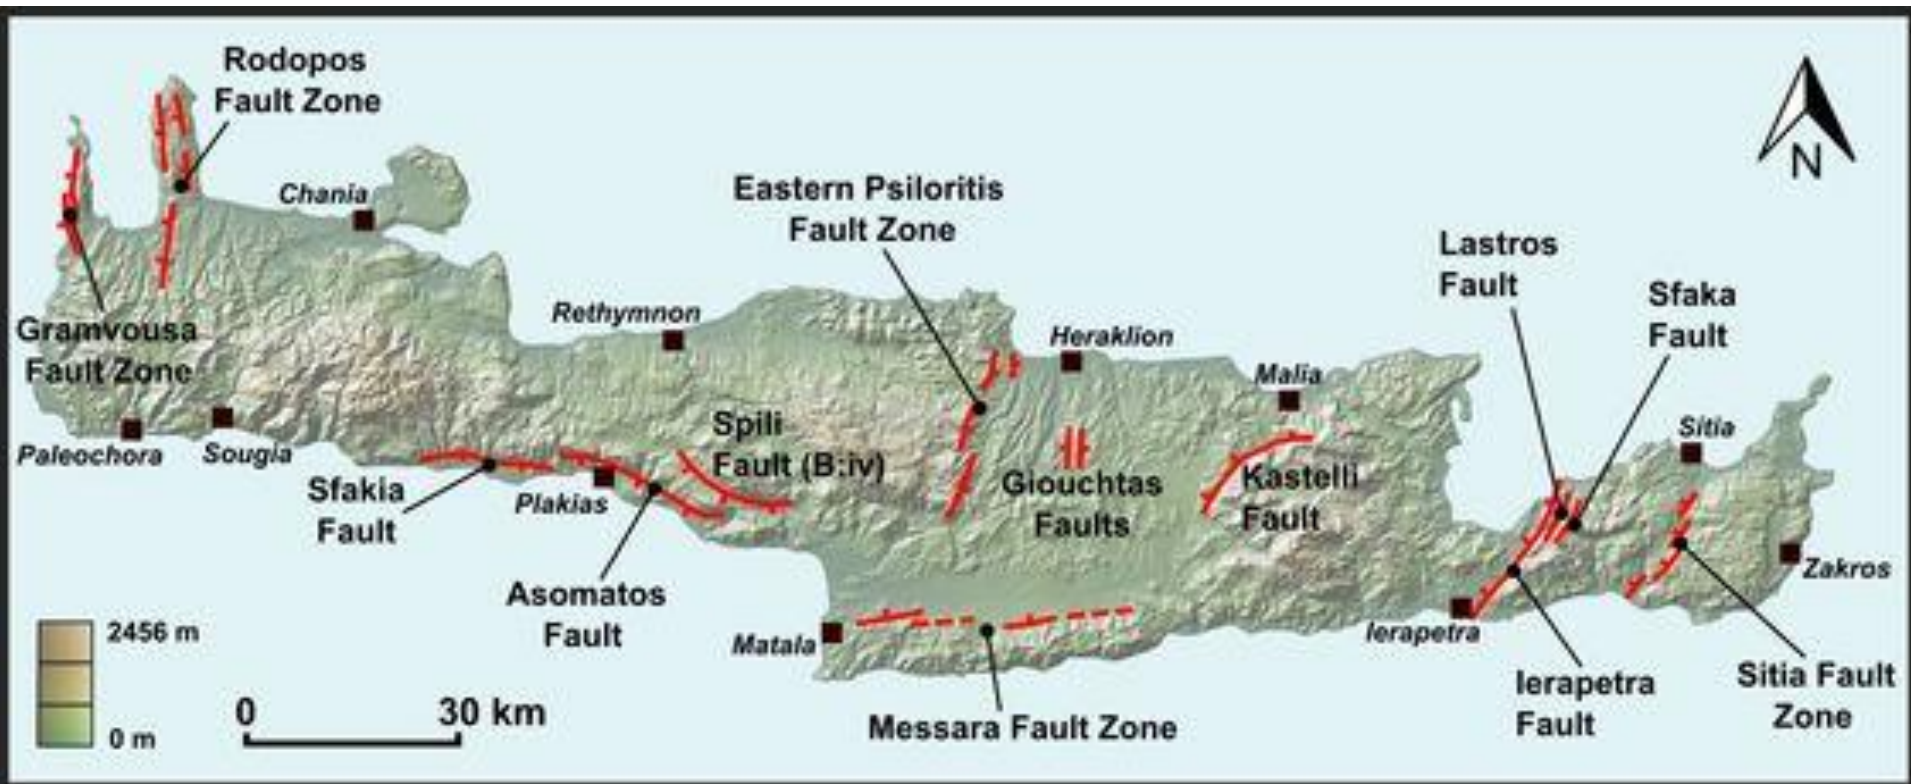 Rodopos
Fault Zone
N
Chania
Eastern Psiloritis
Fault Zone
Lastros
Fault
Sfaka
Fault
Gramvousa
Fault Zone
Rethymnon
Heraklion
Malia
Paleochora
Sougia
Spili
Fault (B:iv)
Sitia
Sfakia
Fault
Plakias
Giouchtas
Faults
Kastelli
Fault
Zakros
Asomatos
Fault
Matala
Ierapetra
2456 m
0 m
0 30 km
Messara Fault Zone
Ierapetra
Fault
Sitia Fault
Zone